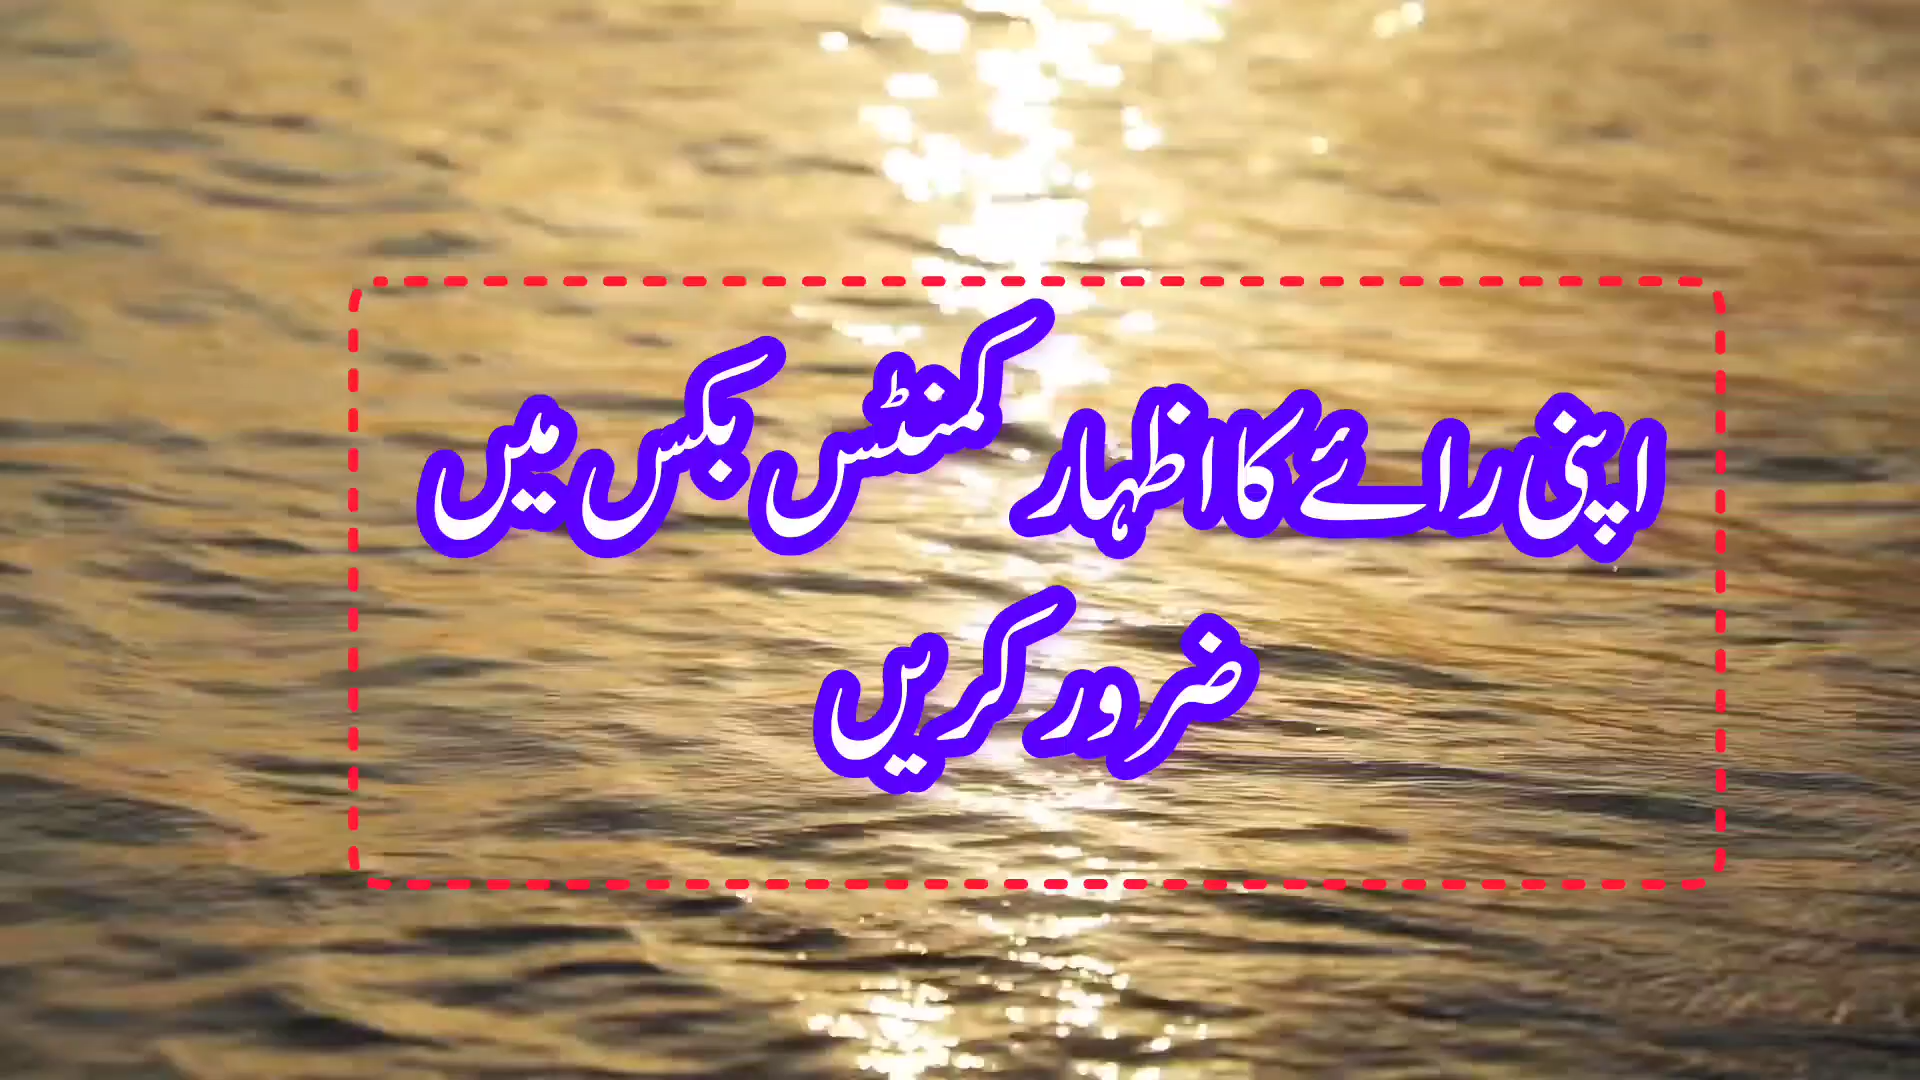 اپنی رائے کا اظہار کمنٹس بکس میں
ضرور کریں